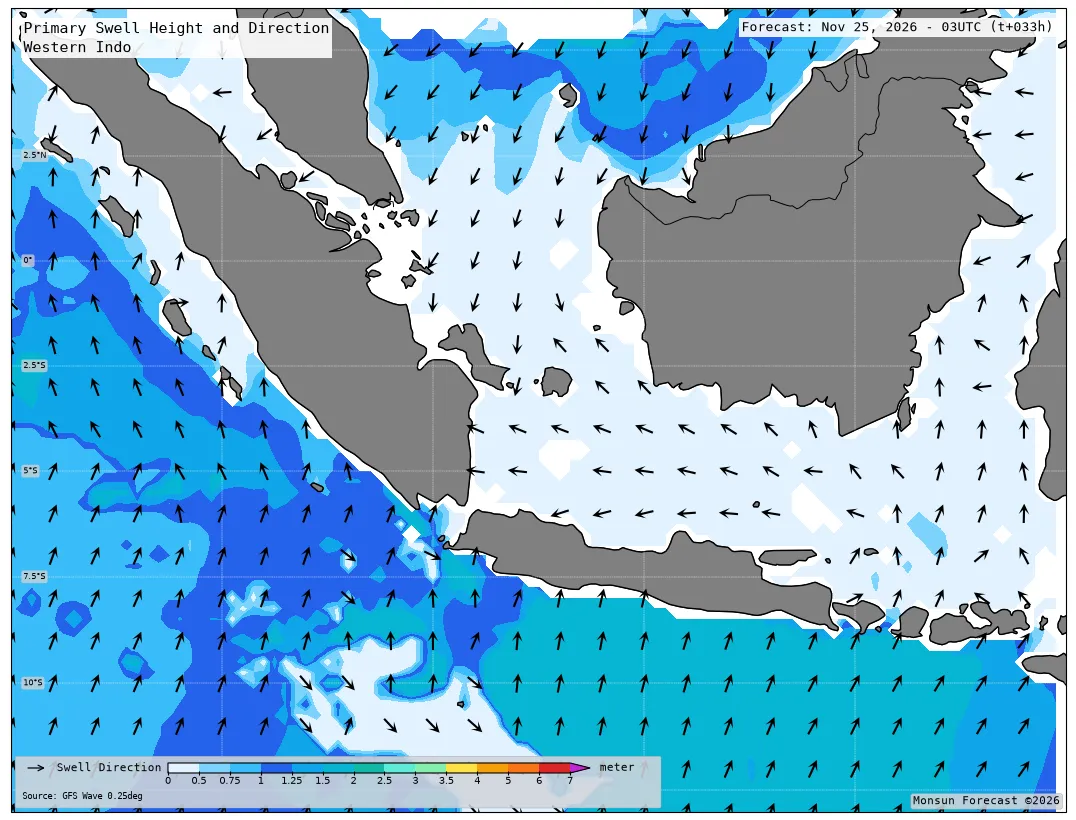 Primary Swell Height and Direction
Western Indo
Forecast: Nov 25, 2026 - 03UTC (t+033h)
2.5°N
0°
2.5°S
5°S
7.5°S
10°S
Swell Direction
0 0.5 0.75 1 1.25 1.5 2 2.5 3 3.5 4 5 6 7
meter
Source: GFS Wave 0.25deg
Monsun Forecast ©2026